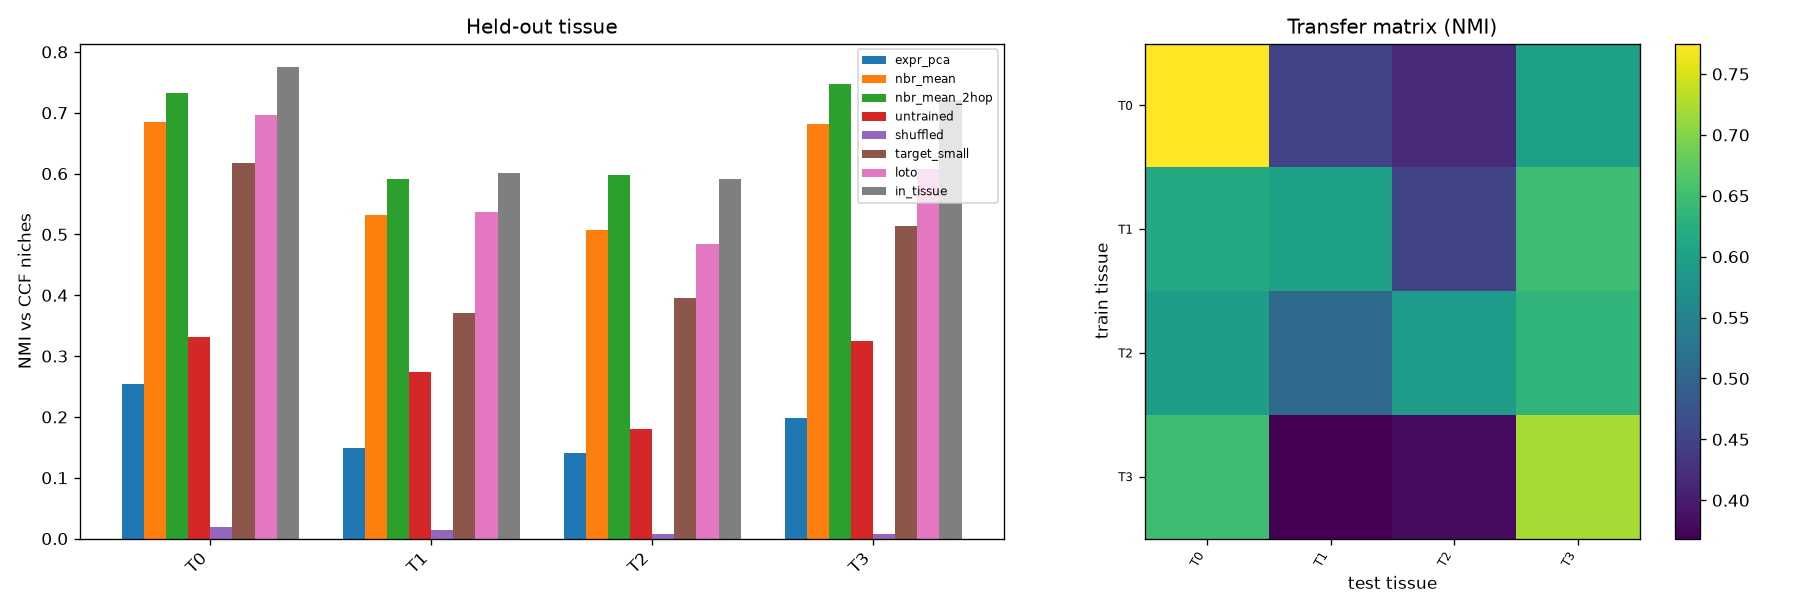 Held-out tissue
NMI vs CCF niches
0.8
0.7
0.6
0.5
0.4
0.3
0.2
0.1
0.0
T0
T1
T2
T3
expr_pca
nbr_mean
nbr_mean_2hop
untrained
shuffled
target_small
loto
in_tissue
Transfer matrix (NMI)
train tissue
T0
T1
T2
T3
T0
T1
T2
T3
test tissue
0.75
0.70
0.65
0.60
0.55
0.50
0.45
0.40